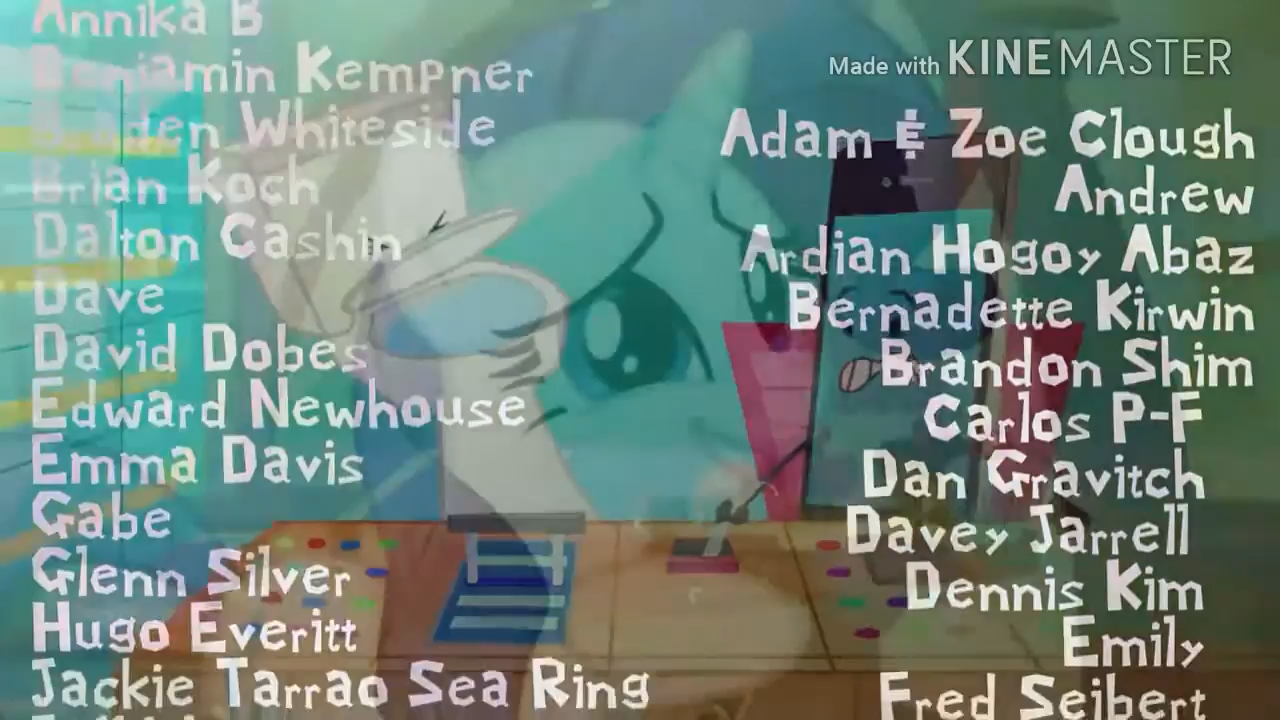 Annika B
Benjamin Kempner
Braden Whiteside
Brian Koch
Dalton Cashin
Dave
David Dobes
Edward Newhouse
Emma Davis
Gabe
Glenn Silver
Hugo Everitt
Jackie Tarrao Sea Ring
Made with KINEMASTER
Adam & Zoe Clough
Andrew
Ardian Hogoy Abaz
Bernadette Kirwin
Brandon Shim
Carlos P-F
Dan Gravitch
Davey Jarrell
Dennis Kim
Emily
Fred Seibert